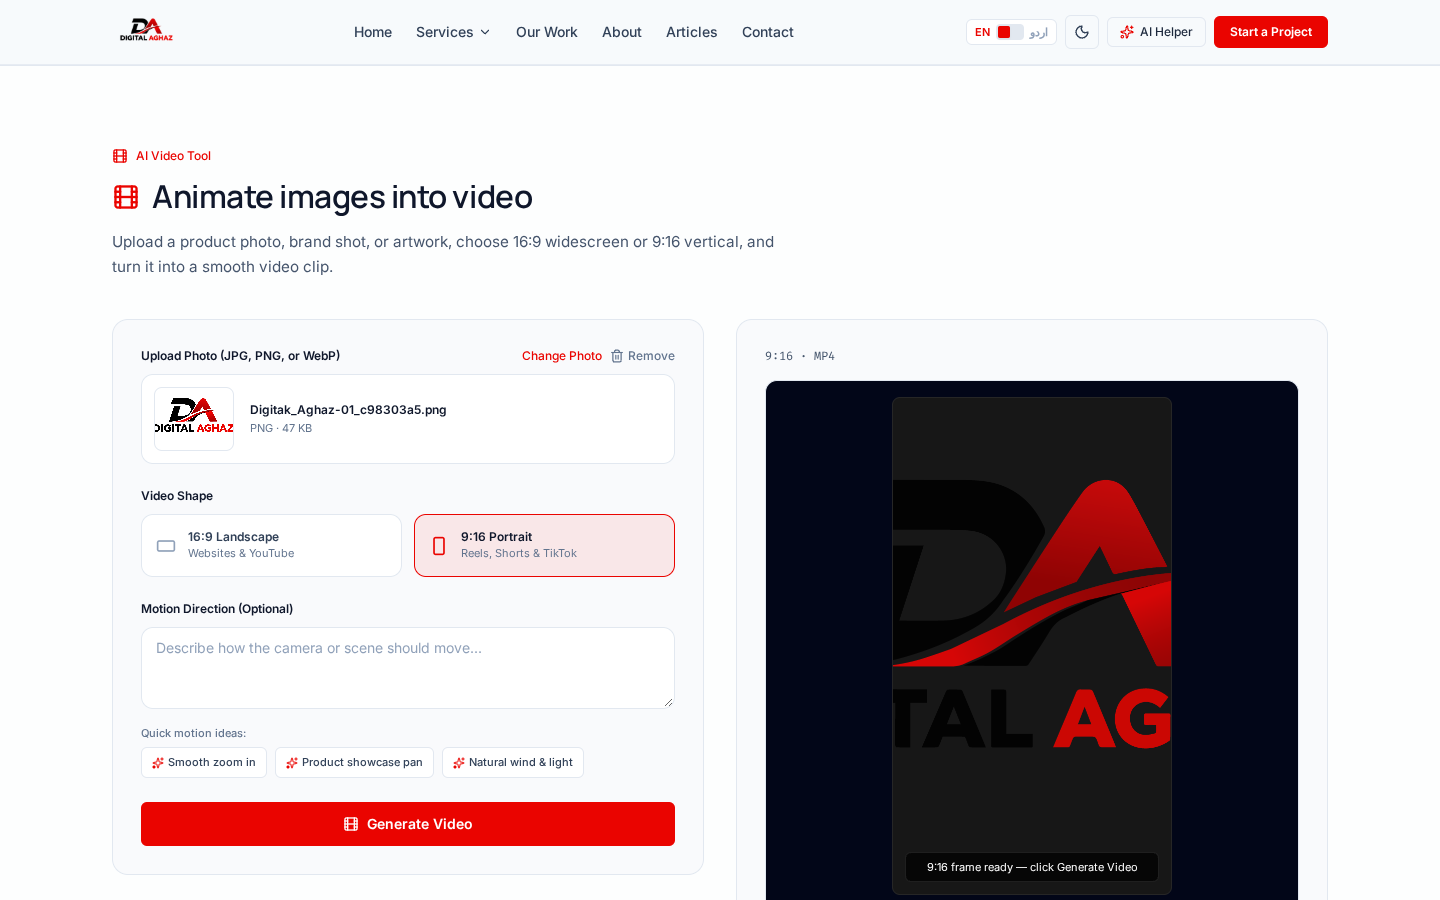 DA
DIGITAL AGHAZ
Home
Services
Our Work
About
Articles
Contact
EN
اردو
AI Helper
Start a Project
AI Video Tool
Animate images into video
Upload a product photo, brand shot, or artwork, choose 16:9 widescreen or 9:16 vertical, and
turn it into a smooth video clip.
Upload Photo (JPG, PNG, or WebP)
Change Photo
Remove
DA
DIGITAL AGHAZ
Digitak_Aghaz-01_c98303a5.png
PNG · 47 KB
Video Shape
16:9 Landscape
Websites & YouTube
9:16 Portrait
Reels, Shorts & TikTok
Motion Direction (Optional)
Describe how the camera or scene should move...
Quick motion ideas:
Smooth zoom in
Product showcase pan
Natural wind & light
Generate Video
9:16 · MP4
DA
TAL AG
9:16 frame ready — click Generate Video